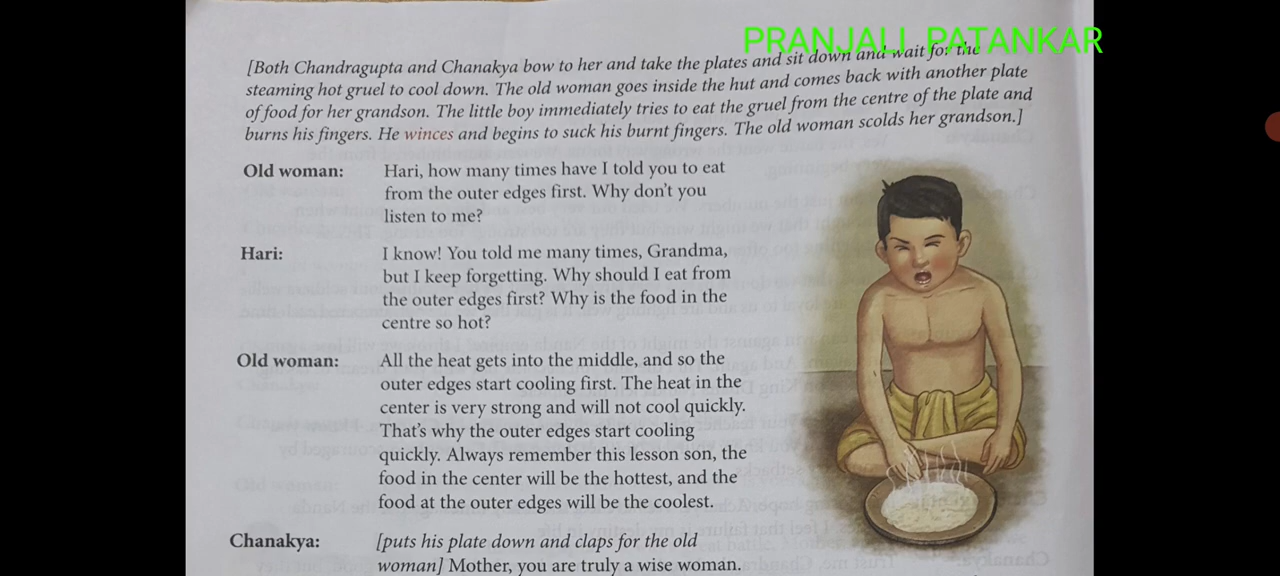 PRANJALI PATANKAR
[Both Chandragupta and Chanakya bow to her and take the plates and sit down and wait for the
steaming hot gruel to cool down. The old woman goes inside the hut and comes back with another plate
of food for her grandson. The little boy immediately tries to eat the gruel from the centre of the plate and
burns his fingers. He winces and begins to suck his burnt fingers. The old woman scolds her grandson.]
Old woman: Hari, how many times have I told you to eat
from the outer edges first. Why don't you
listen to me?
Hari: I know! You told me many times, Grandma,
but I keep forgetting. Why should I eat from
the outer edges first? Why is the food in the
centre so hot?
Old woman: All the heat gets into the middle, and so the
outer edges start cooling first. The heat in the
center is very strong and will not cool quickly.
That's why the outer edges start cooling
quickly. Always remember this lesson son, the
food in the center will be the hottest, and the
food at the outer edges will be the coolest.
Chanakya: [puts his plate down and claps for the old
woman] Mother, you are truly a wise woman.